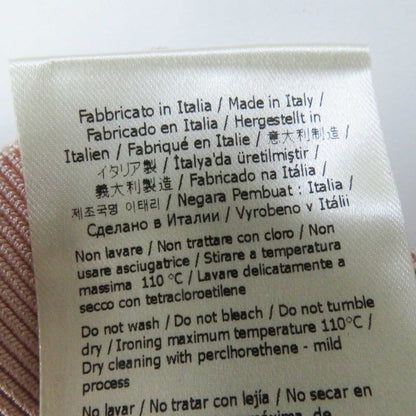 Fabbricato in Italia / Made in Italy /
Fabricado en Italia / Hergestellt in
Italien / Fabriqué en Italie / 意大利制造 /
イタリア製 / İtalya'da üretilmiştir /
義大利製造 / Fabricado na Itália /
제조국명 이태리 / Negara Pembuat : Italia /
Сделано в Италии / Vyrobeno v Itálii
Non lavare / Non trattare con cloro / Non
usare asciugatrice / Stirare a temperatura
massima 110 °C / Lavare delicatamente a
secco con tetracloroetilene
Do not wash / Do not bleach / Do not tumble
dry / Ironing maximum temperature 110°C /
Dry cleaning with perclhorethene - mild
process
No lavar / No tratar con lejía / No secar en
máxima de